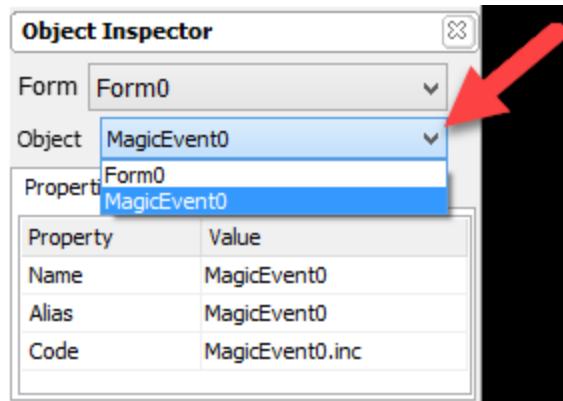 Object Inspector
Form Form0
Object MagicEvent0
Form0
Properti
MagicEvent0
Property Value
Name MagicEvent0
Alias MagicEvent0
Code MagicEvent0.inc